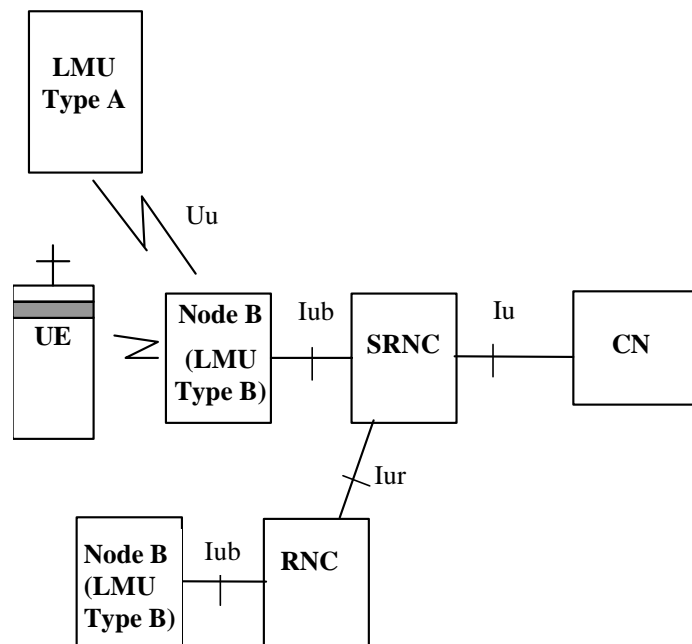 LMU
Type A
Uu
UE
Node B
(LMU
Type B)
Iub
SRNC
Iu
CN
Iur
Node B
(LMU
Type B)
Iub
RNC